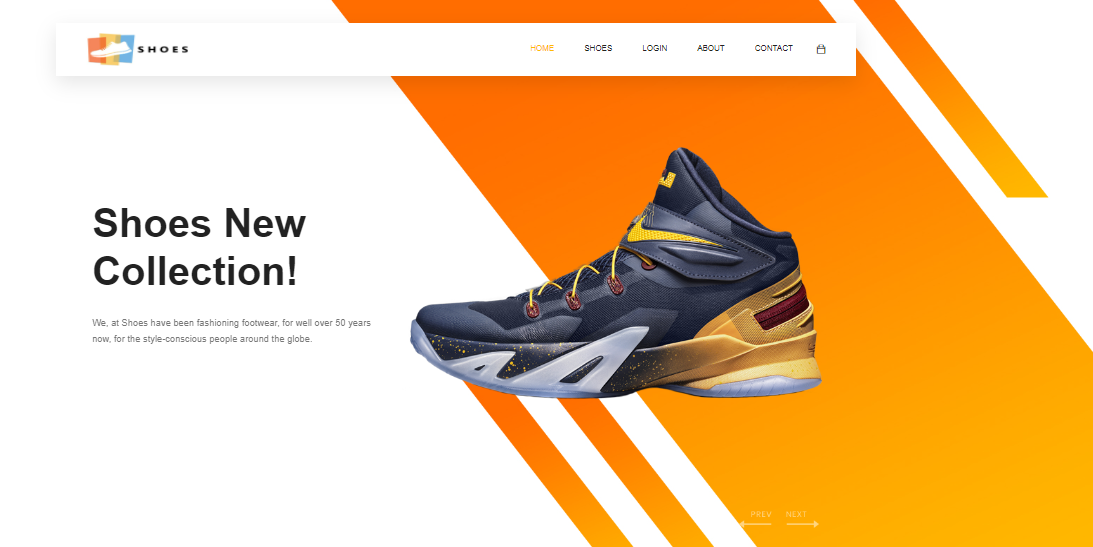 SHOES
HOME SHOES LOGIN ABOUT CONTACT
Shoes New
Collection!
We, at Shoes have been fashioning footwear, for well over 50 years
now, for the style-conscious people around the globe.
PREV NEXT